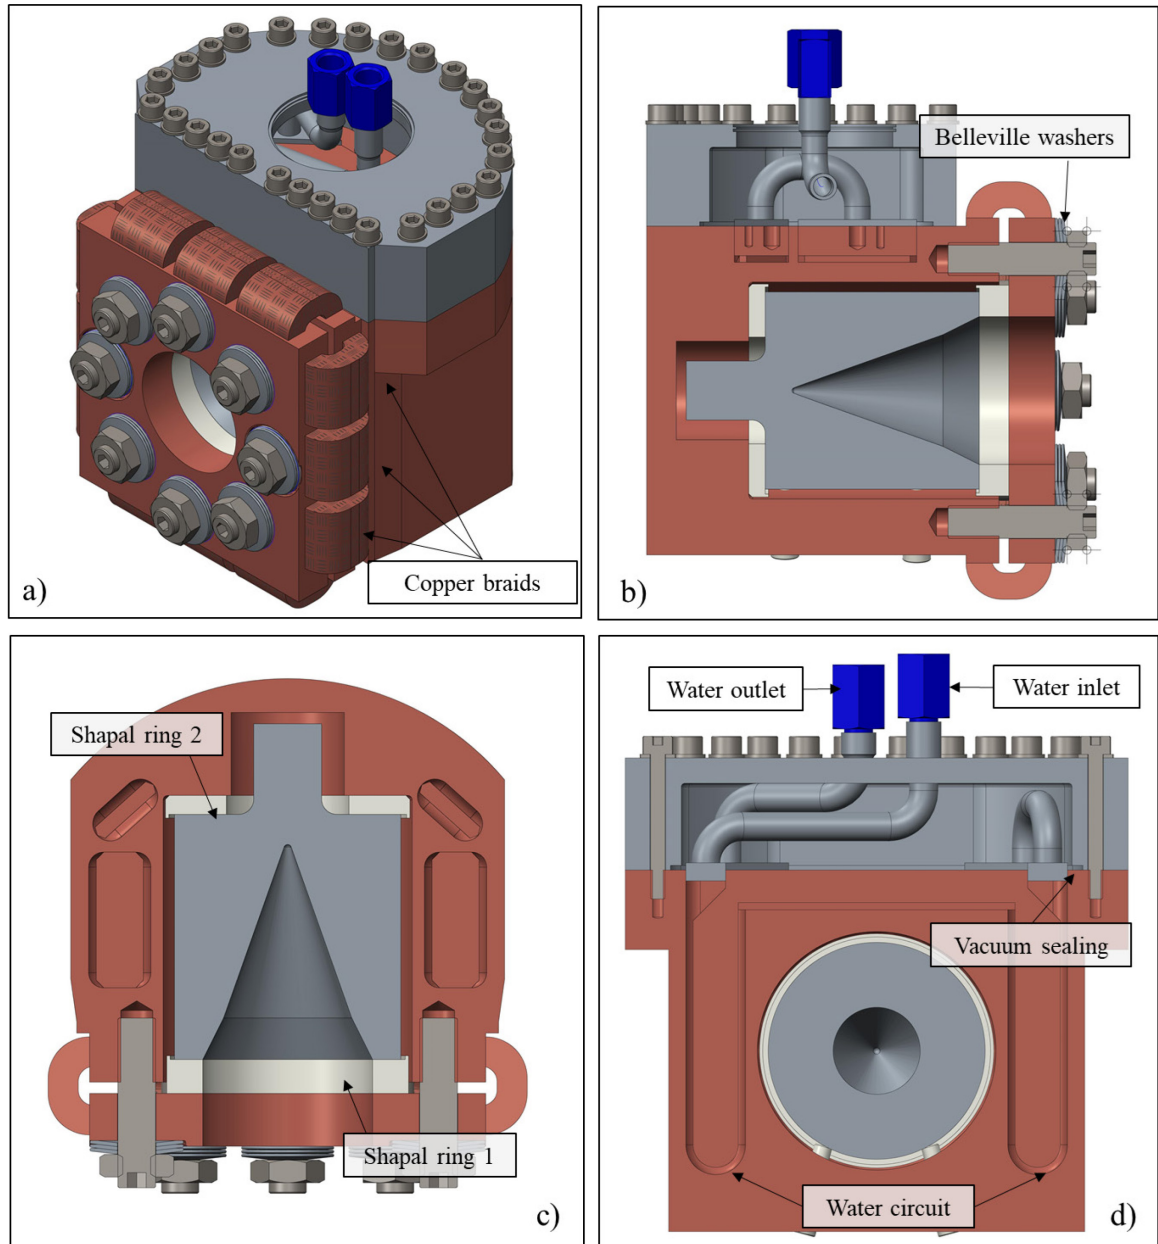 a)
Copper braids
Belleville washers
b)
Shapal ring 2
Shapal ring 1
c)
Water outlet
Water inlet
Vacuum sealing
Water circuit
d)